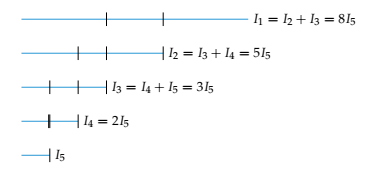 I₁ = I₂ + I₃ = 8I₅
I₂ = I₃ + I₄ = 5I₅
I₃ = I₄ + I₅ = 3I₅
I₄ = 2I₅
I₅